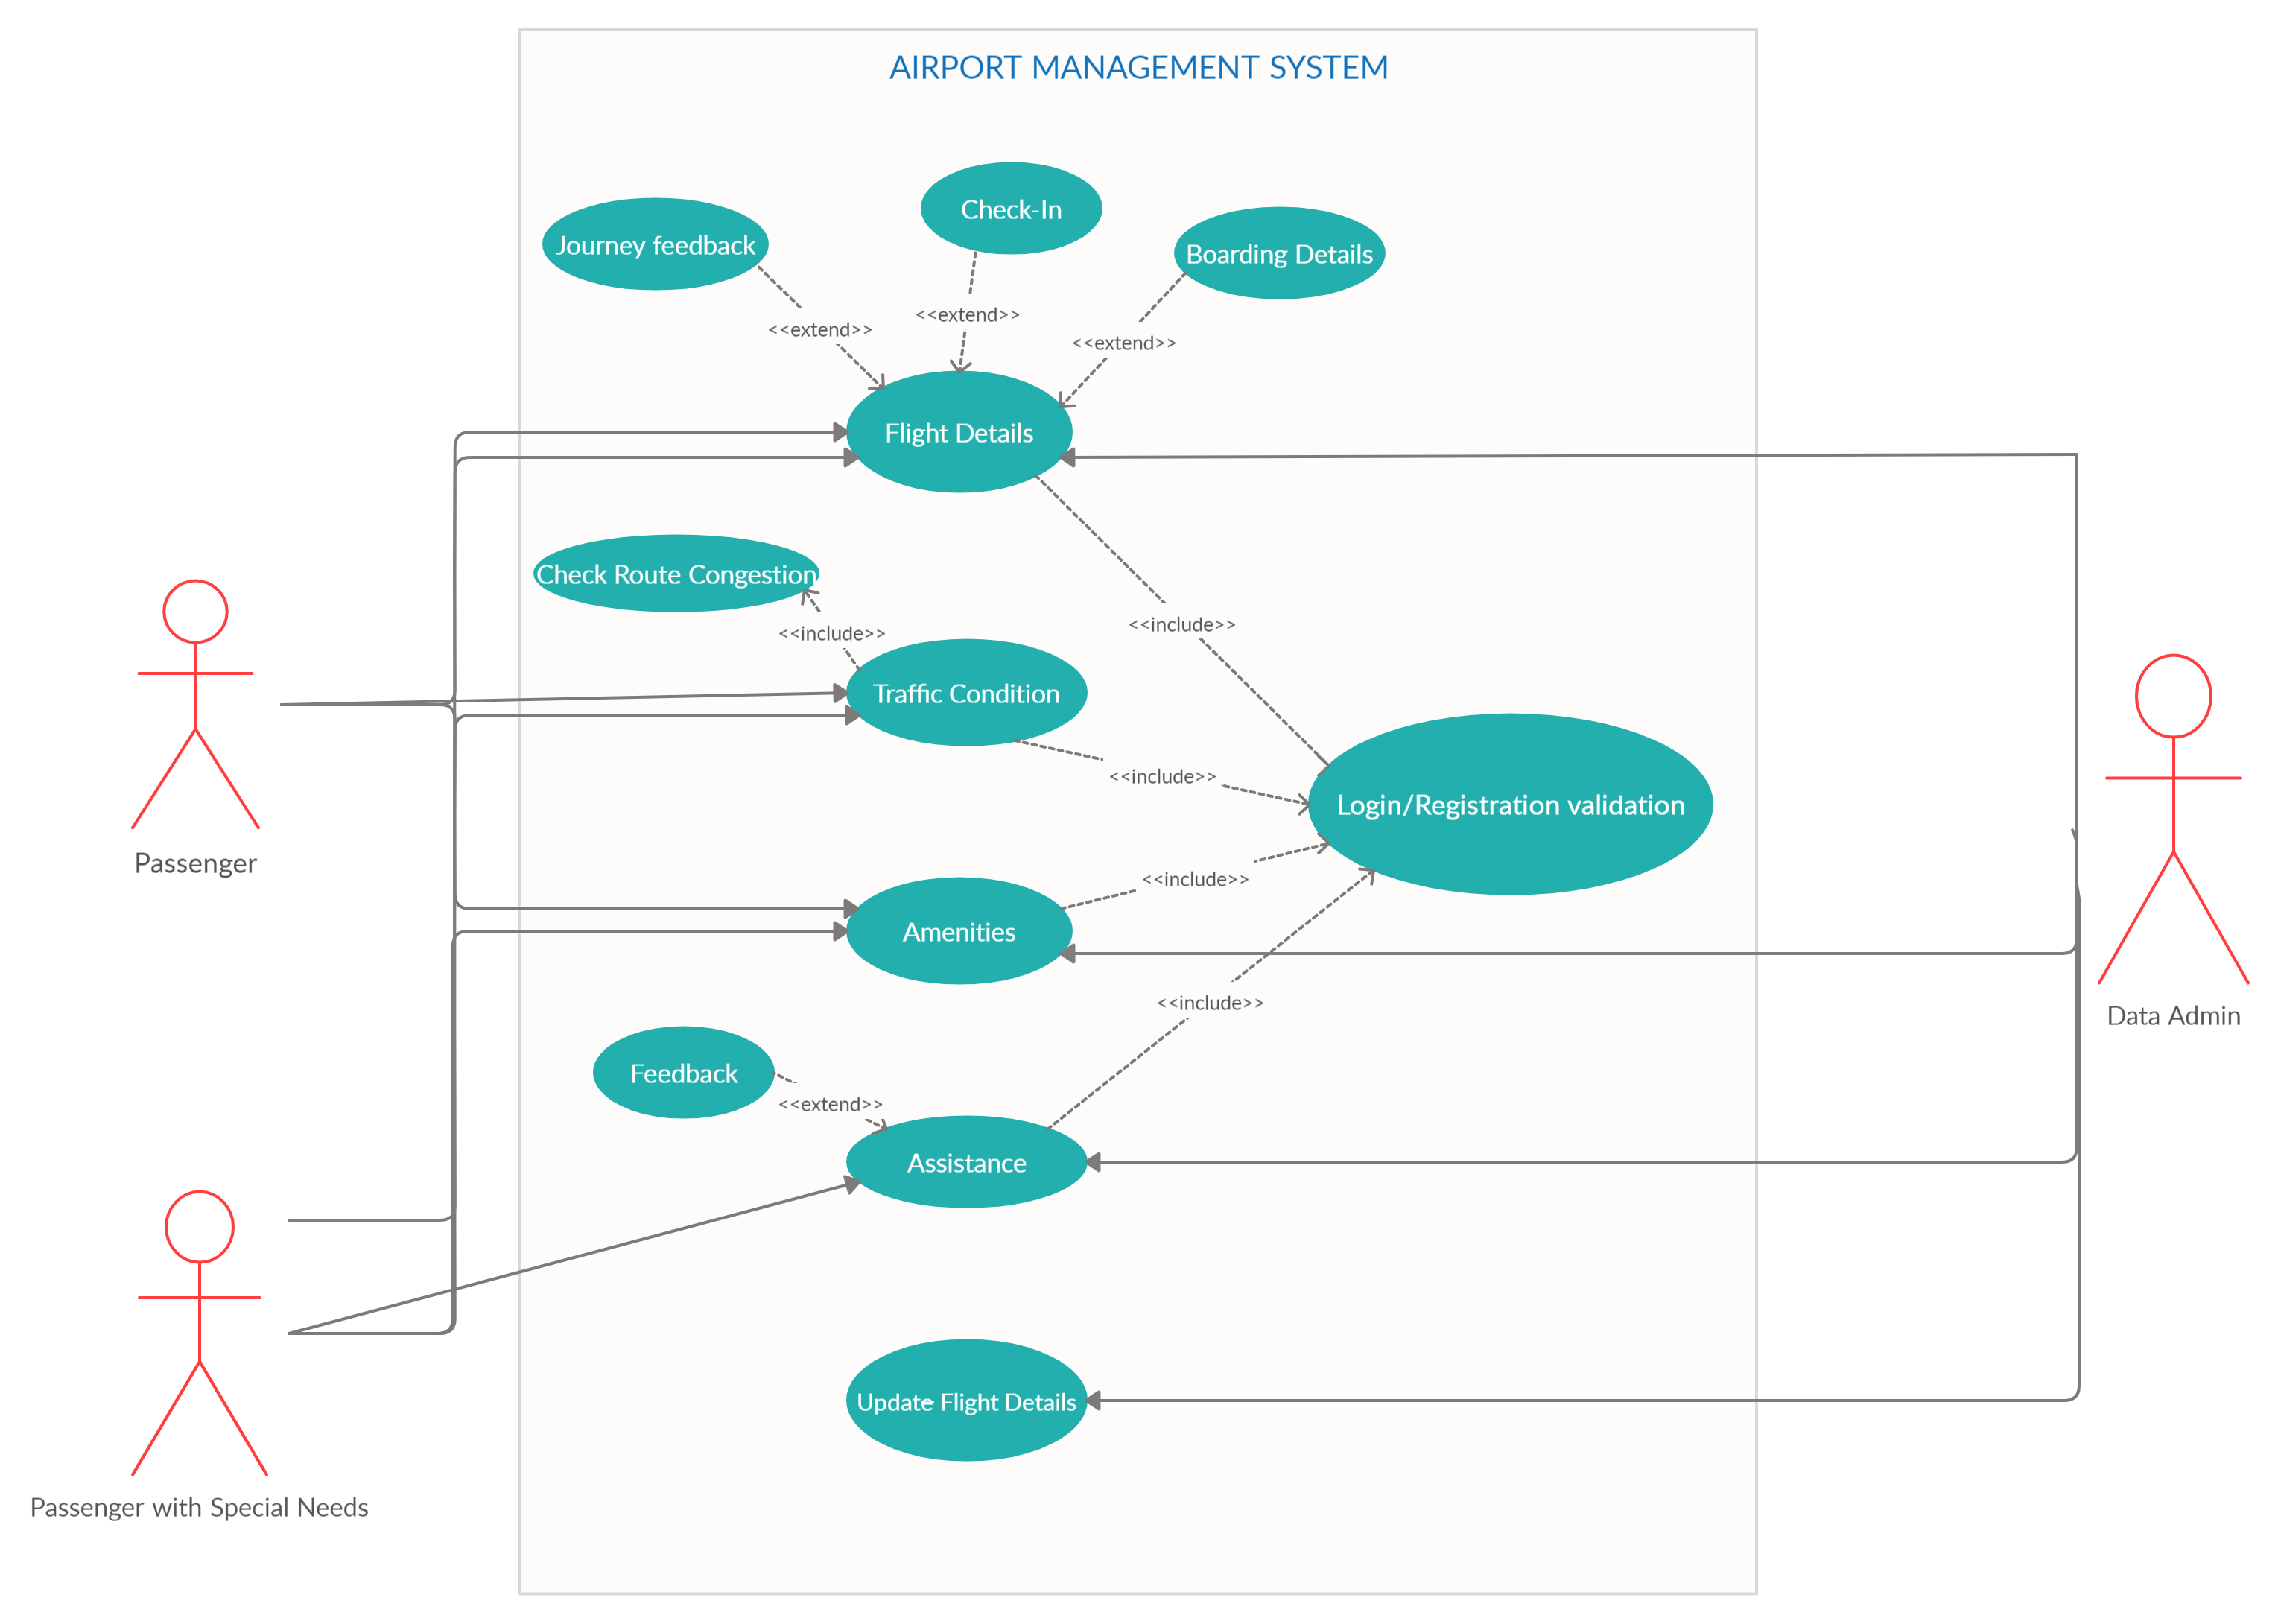 AIRPORT MANAGEMENT SYSTEM
Check-In
Journey feedback
Boarding Details
<<extend>>
<<extend>>
<<extend>>
Flight Details
Check Route Congestion
<<include>>
<<include>>
Traffic Condition
<<include>>
Login/Registration validation
Passenger
<<include>>
Amenities
<<include>>
Data Admin
Feedback
<<extend>>
Assistance
Update Flight Details
Passenger with Special Needs